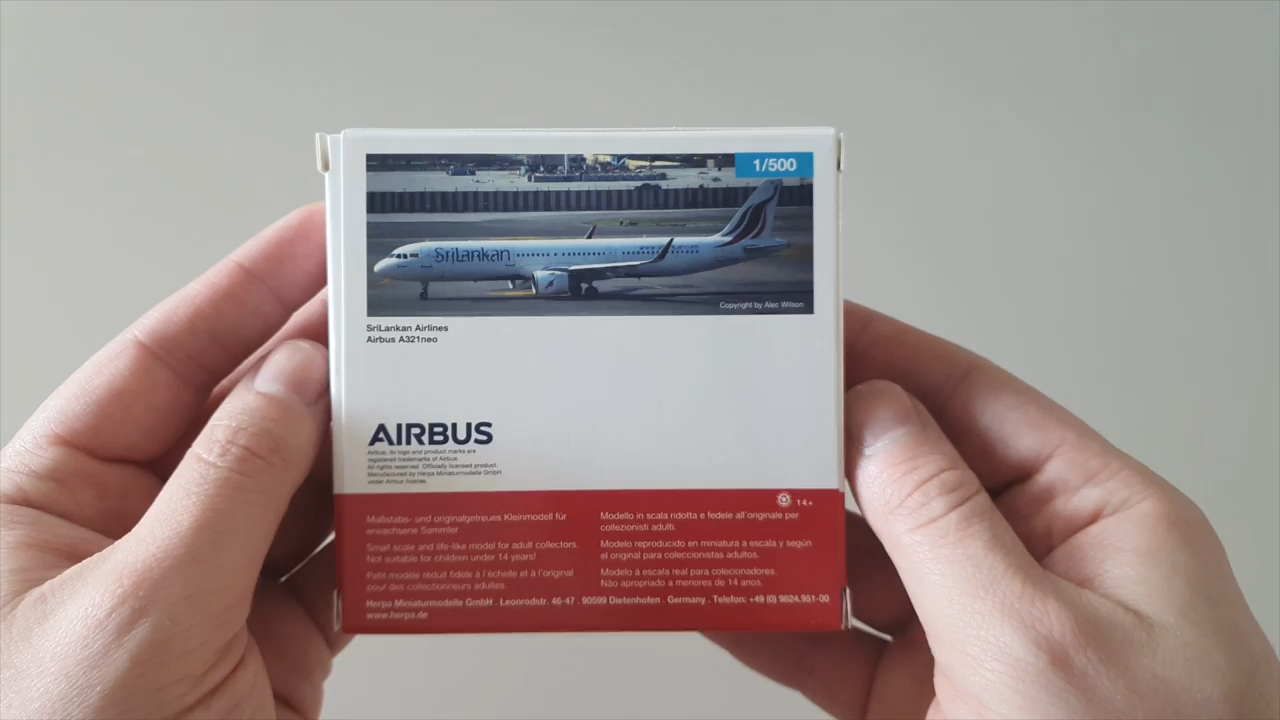 1/500
SriLankan
www.srilankan.com
Copyright by Alec Wilson
SriLankan Airlines
Airbus A321neo
AIRBUS
Airbus, its logo and product marks are
registered trademarks of Airbus.
All rights reserved. Officially licensed product.
Manufactured by Herpa Miniaturmodelle GmbH
under Airbus license.
14+
Maßstabs- und originalgetreues Kleinmodell für
erwachsene Sammler.
Small scale and life-like model for adult collectors.
Not suitable for children under 14 years!
Petit modèle réduit fidèle à l'échelle et à l'original
pour des collectionneurs adultes.
Modello in scala ridotta e fedele all'originale per
collezionisti adulti.
Modelo reproducido en miniatura a escala y según
el original para coleccionistas adultos.
Modelo à escala real para colecionadores.
Não apropriado a menores de 14 anos.
Herpa Miniaturmodelle GmbH . Leonrodstr. 46-47 . 90599 Dietenhofen . Germany . Telefon: +49 (0) 9824.951-00
www.herpa.de